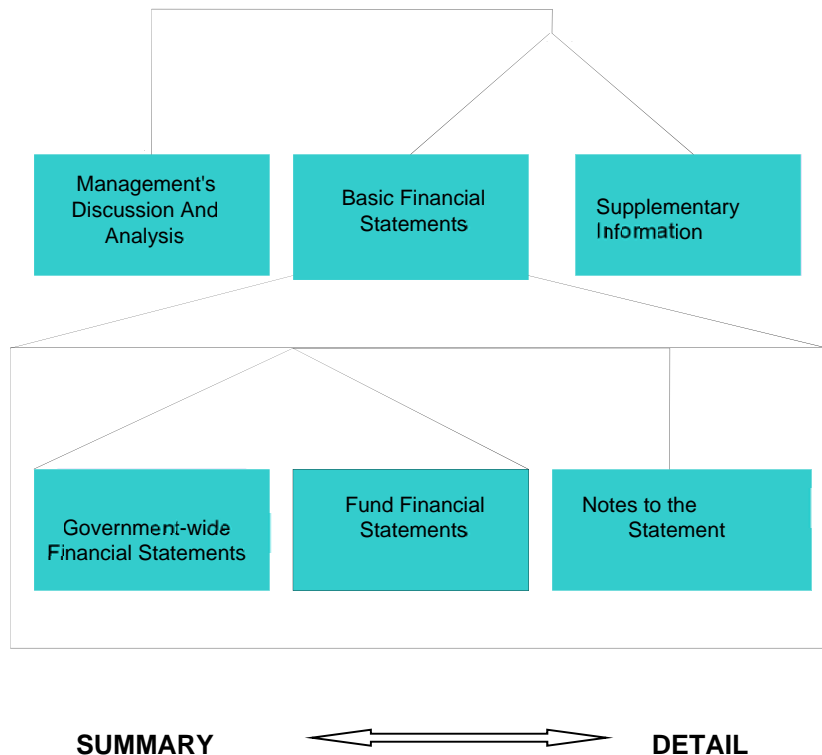 Management's
Discussion And
Analysis
Basic Financial
Statements
Supplementary
Information
Government-wide
Financial Statements
Fund Financial
Statements
Notes to the
Statement
SUMMARY
DETAIL